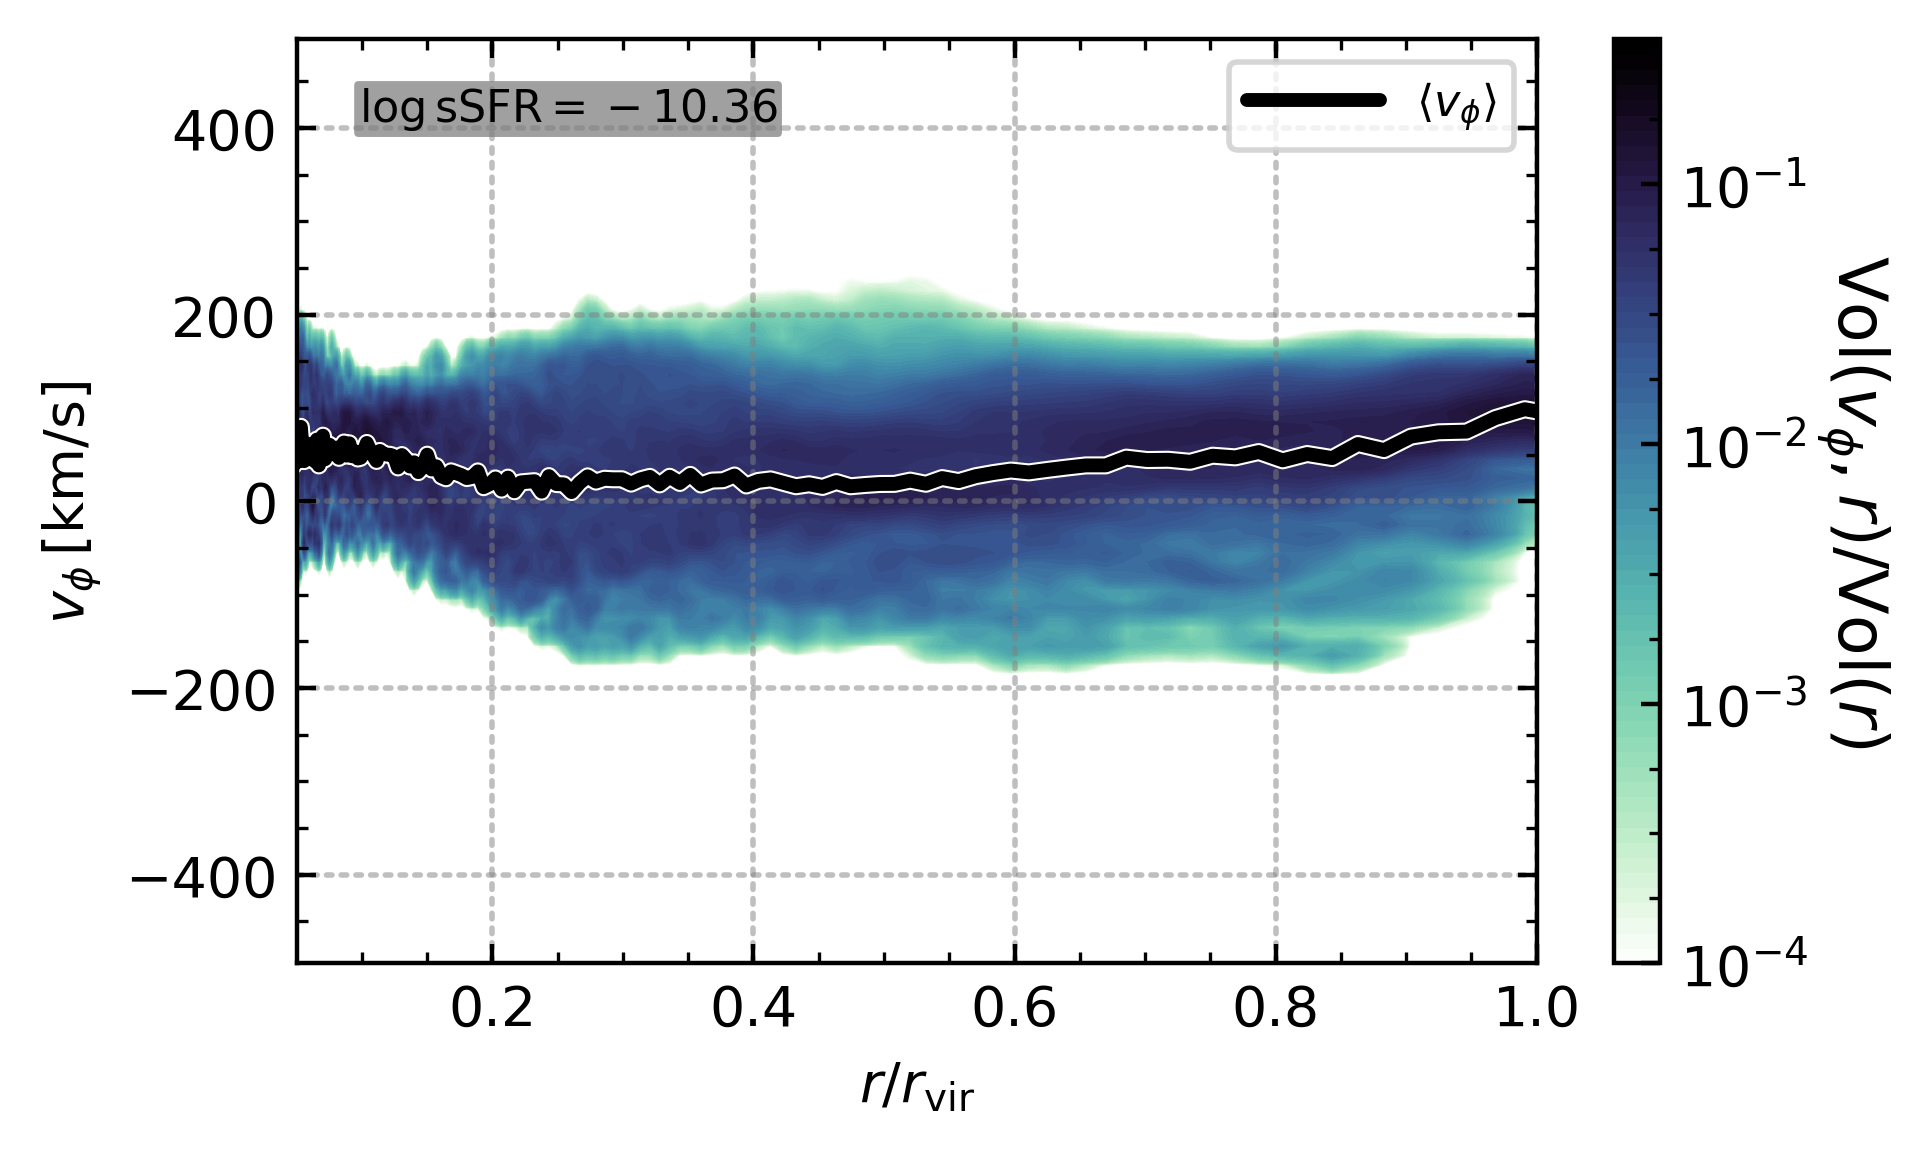 log sSFR = − 10.36
⟨v_ϕ⟩
400
200
0
−200
−400
v_ϕ [km/s]
0.2 0.4 0.6 0.8 1.0
r/r_vir
10⁻¹
10⁻²
10⁻³
10⁻⁴
Vol(v_ϕ, r)/Vol(r)